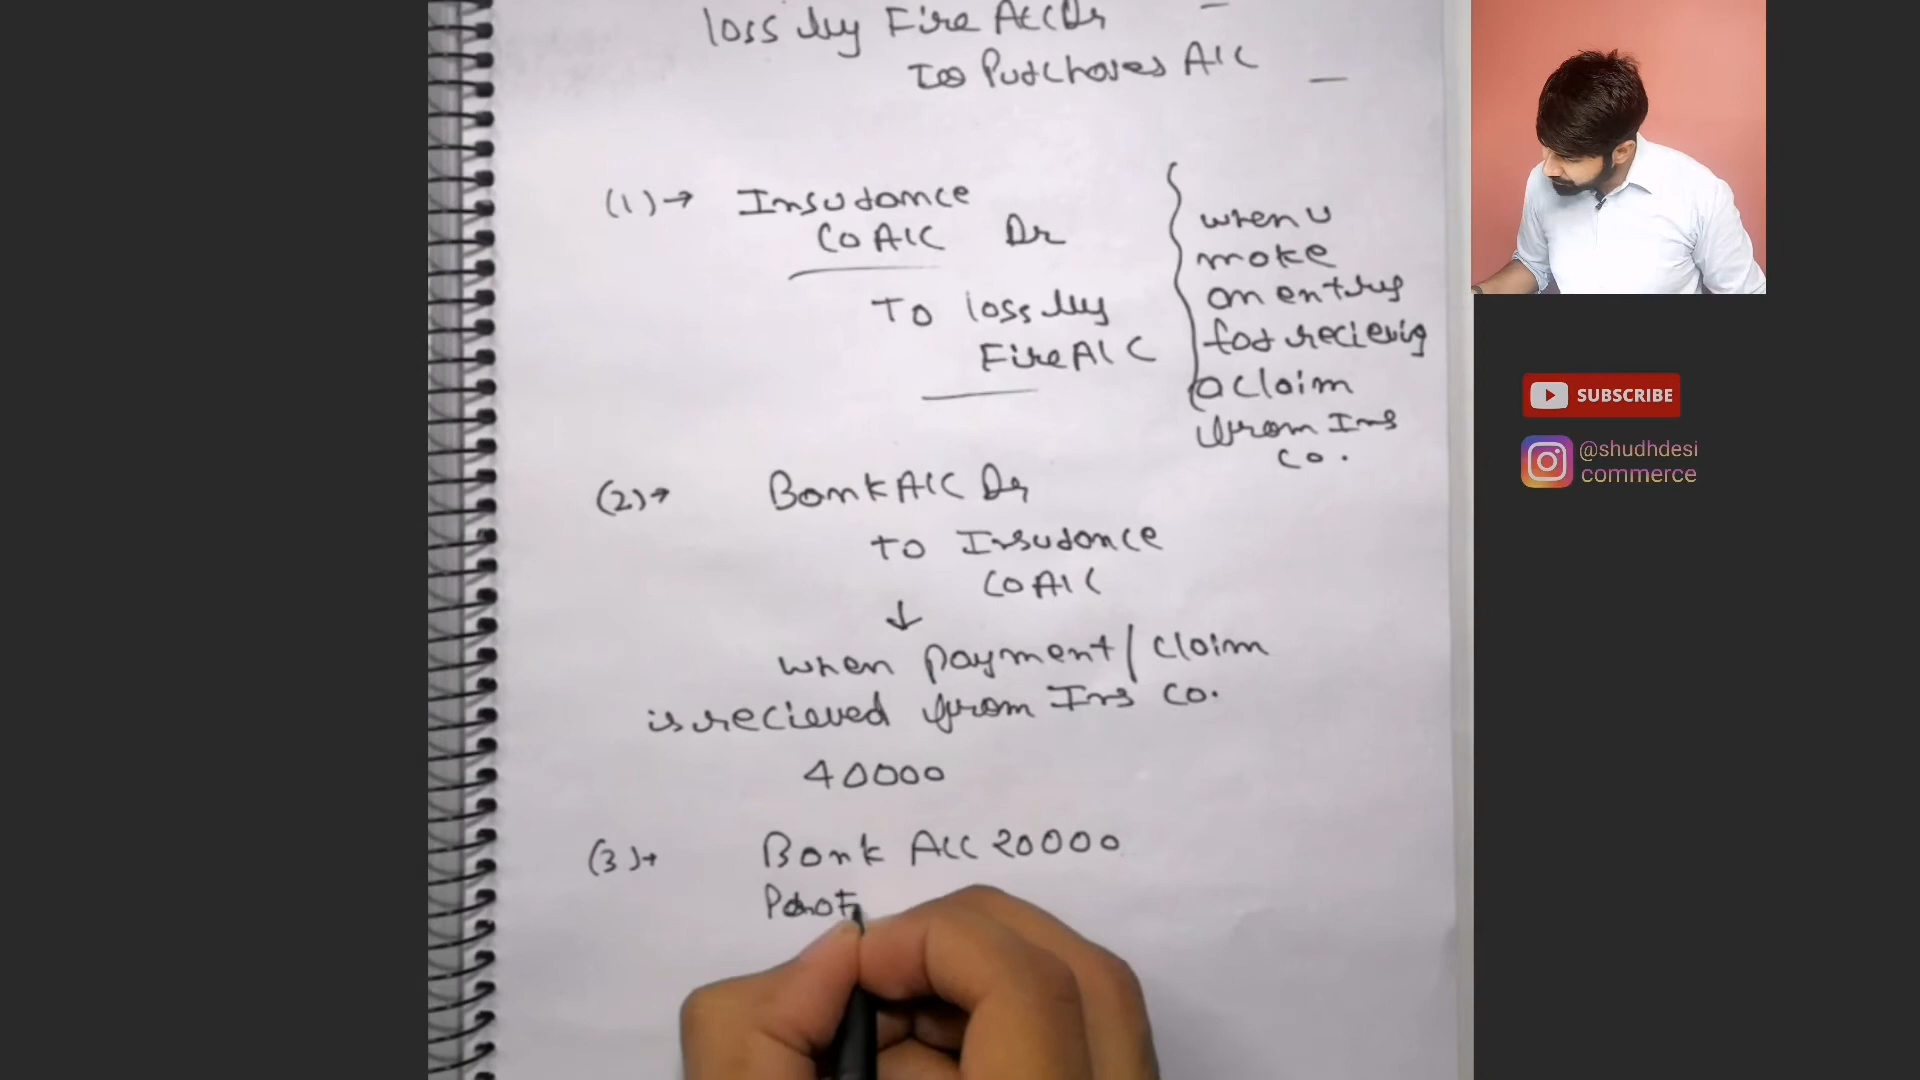 loss by Fire A/C Dr
To Purchases A/C
(1)→ Insurance
Co A/C Dr
To loss by
Fire A/C
when u
make
an entry
for recieving
a claim
from Ins
co.
(2)→ Bank A/C Dr
To Insurance
Co A/C
↓
when payment/claim
is recieved from Ins co.
40000
(3)→ Bank A/C 20000
SUBSCRIBE
@shudhdesi
commerce